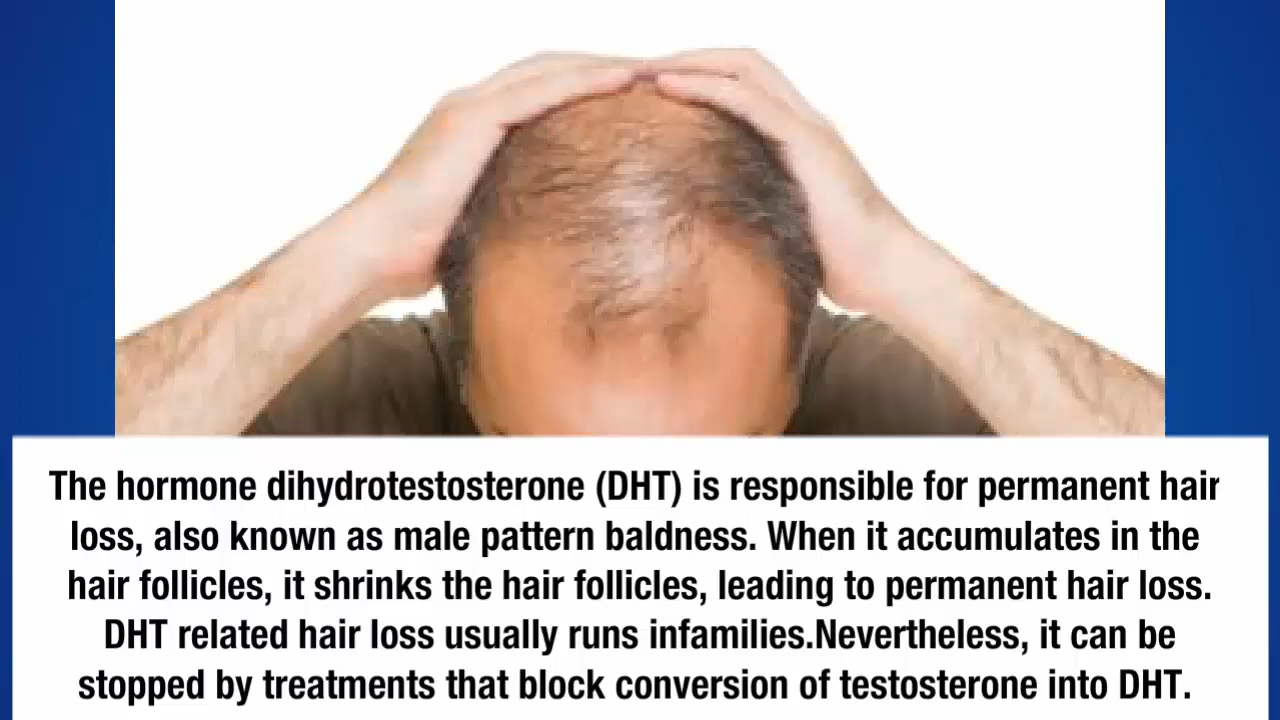 The hormone dihydrotestosterone (DHT) is responsible for permanent hair
loss, also known as male pattern baldness. When it accumulates in the
hair follicles, it shrinks the hair follicles, leading to permanent hair loss.
DHT related hair loss usually runs infamilies.Nevertheless, it can be
stopped by treatments that block conversion of testosterone into DHT.